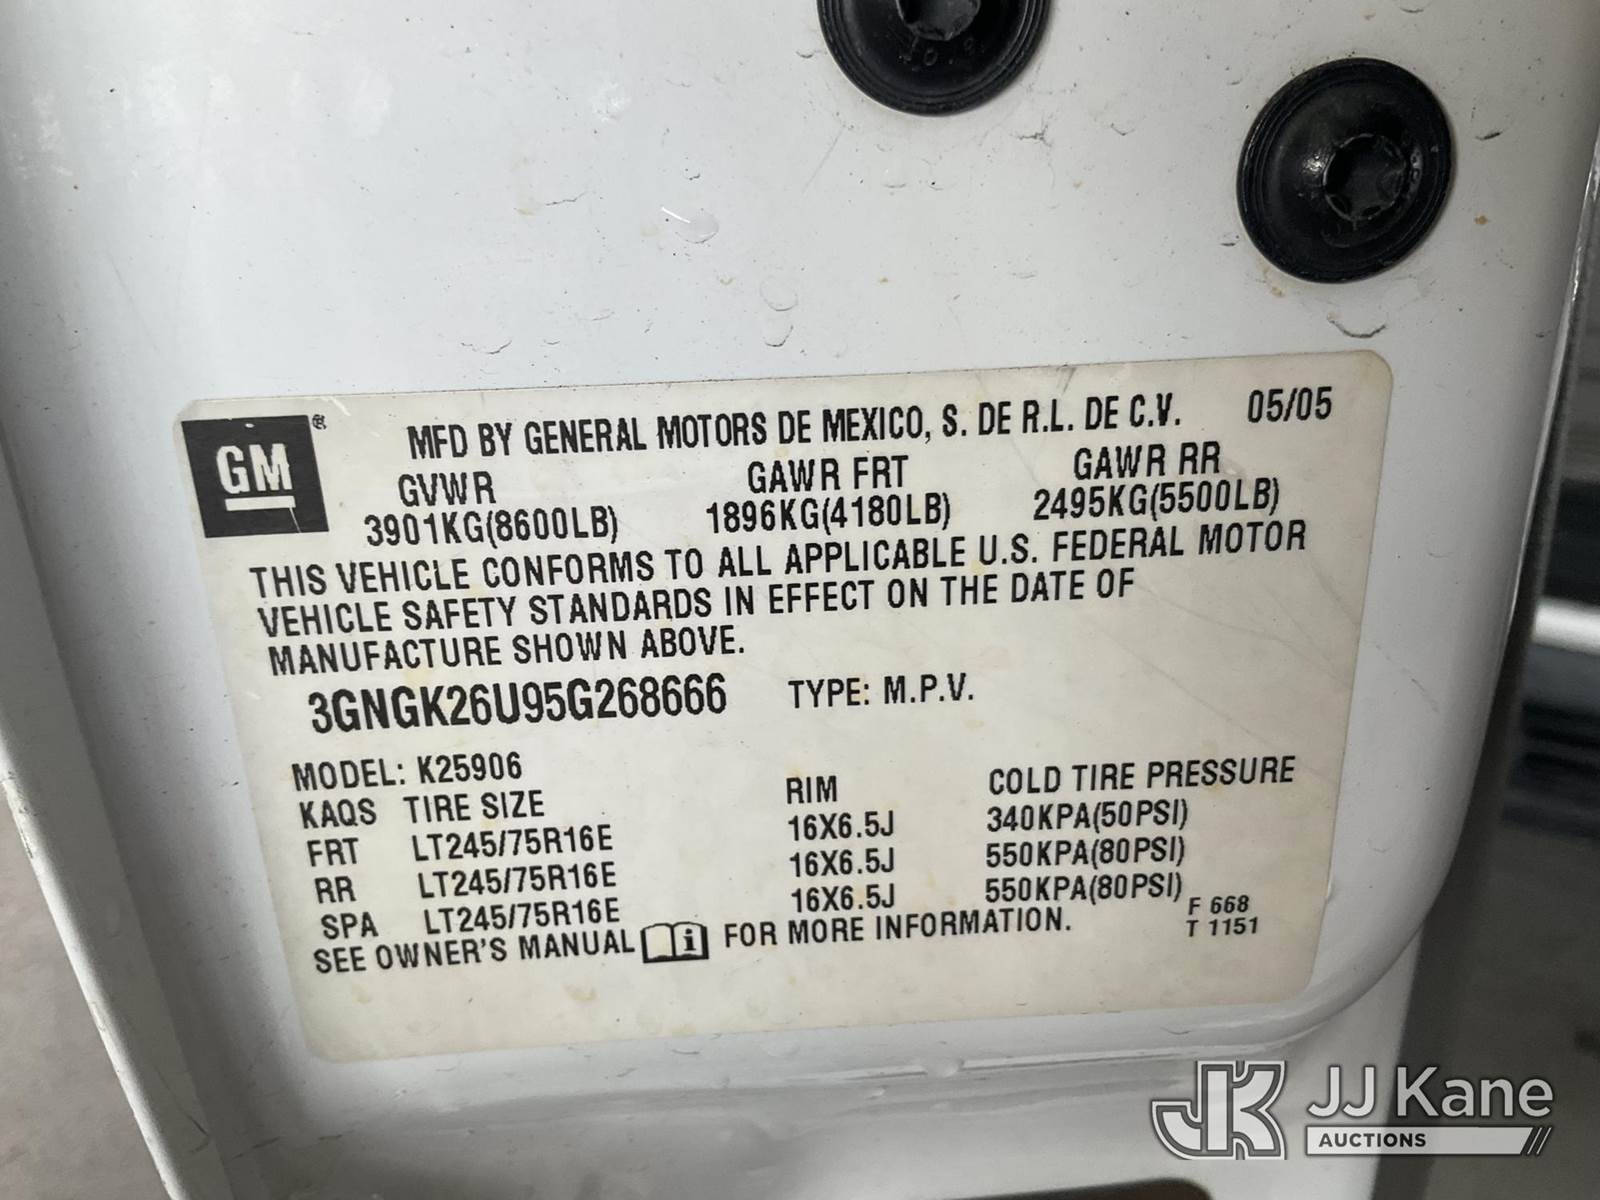 GM ® MFD BY GENERAL MOTORS DE MEXICO, S. DE R.L. DE C.V. 05/05
GVWR GAWR FRT GAWR RR
3901KG(8600LB) 1896KG(4180LB) 2495KG(5500LB)
THIS VEHICLE CONFORMS TO ALL APPLICABLE U.S. FEDERAL MOTOR
VEHICLE SAFETY STANDARDS IN EFFECT ON THE DATE OF
MANUFACTURE SHOWN ABOVE.
3GNGK26U95G268666 TYPE: M.P.V.
MODEL: K25906
KAQS TIRE SIZE RIM COLD TIRE PRESSURE
FRT LT245/75R16E 16X6.5J 340KPA(50PSI)
RR LT245/75R16E 16X6.5J 550KPA(80PSI)
SPA LT245/75R16E 16X6.5J 550KPA(80PSI)
SEE OWNER'S MANUAL i FOR MORE INFORMATION. F 668
T 1151
JK JJ Kane
AUCTIONS